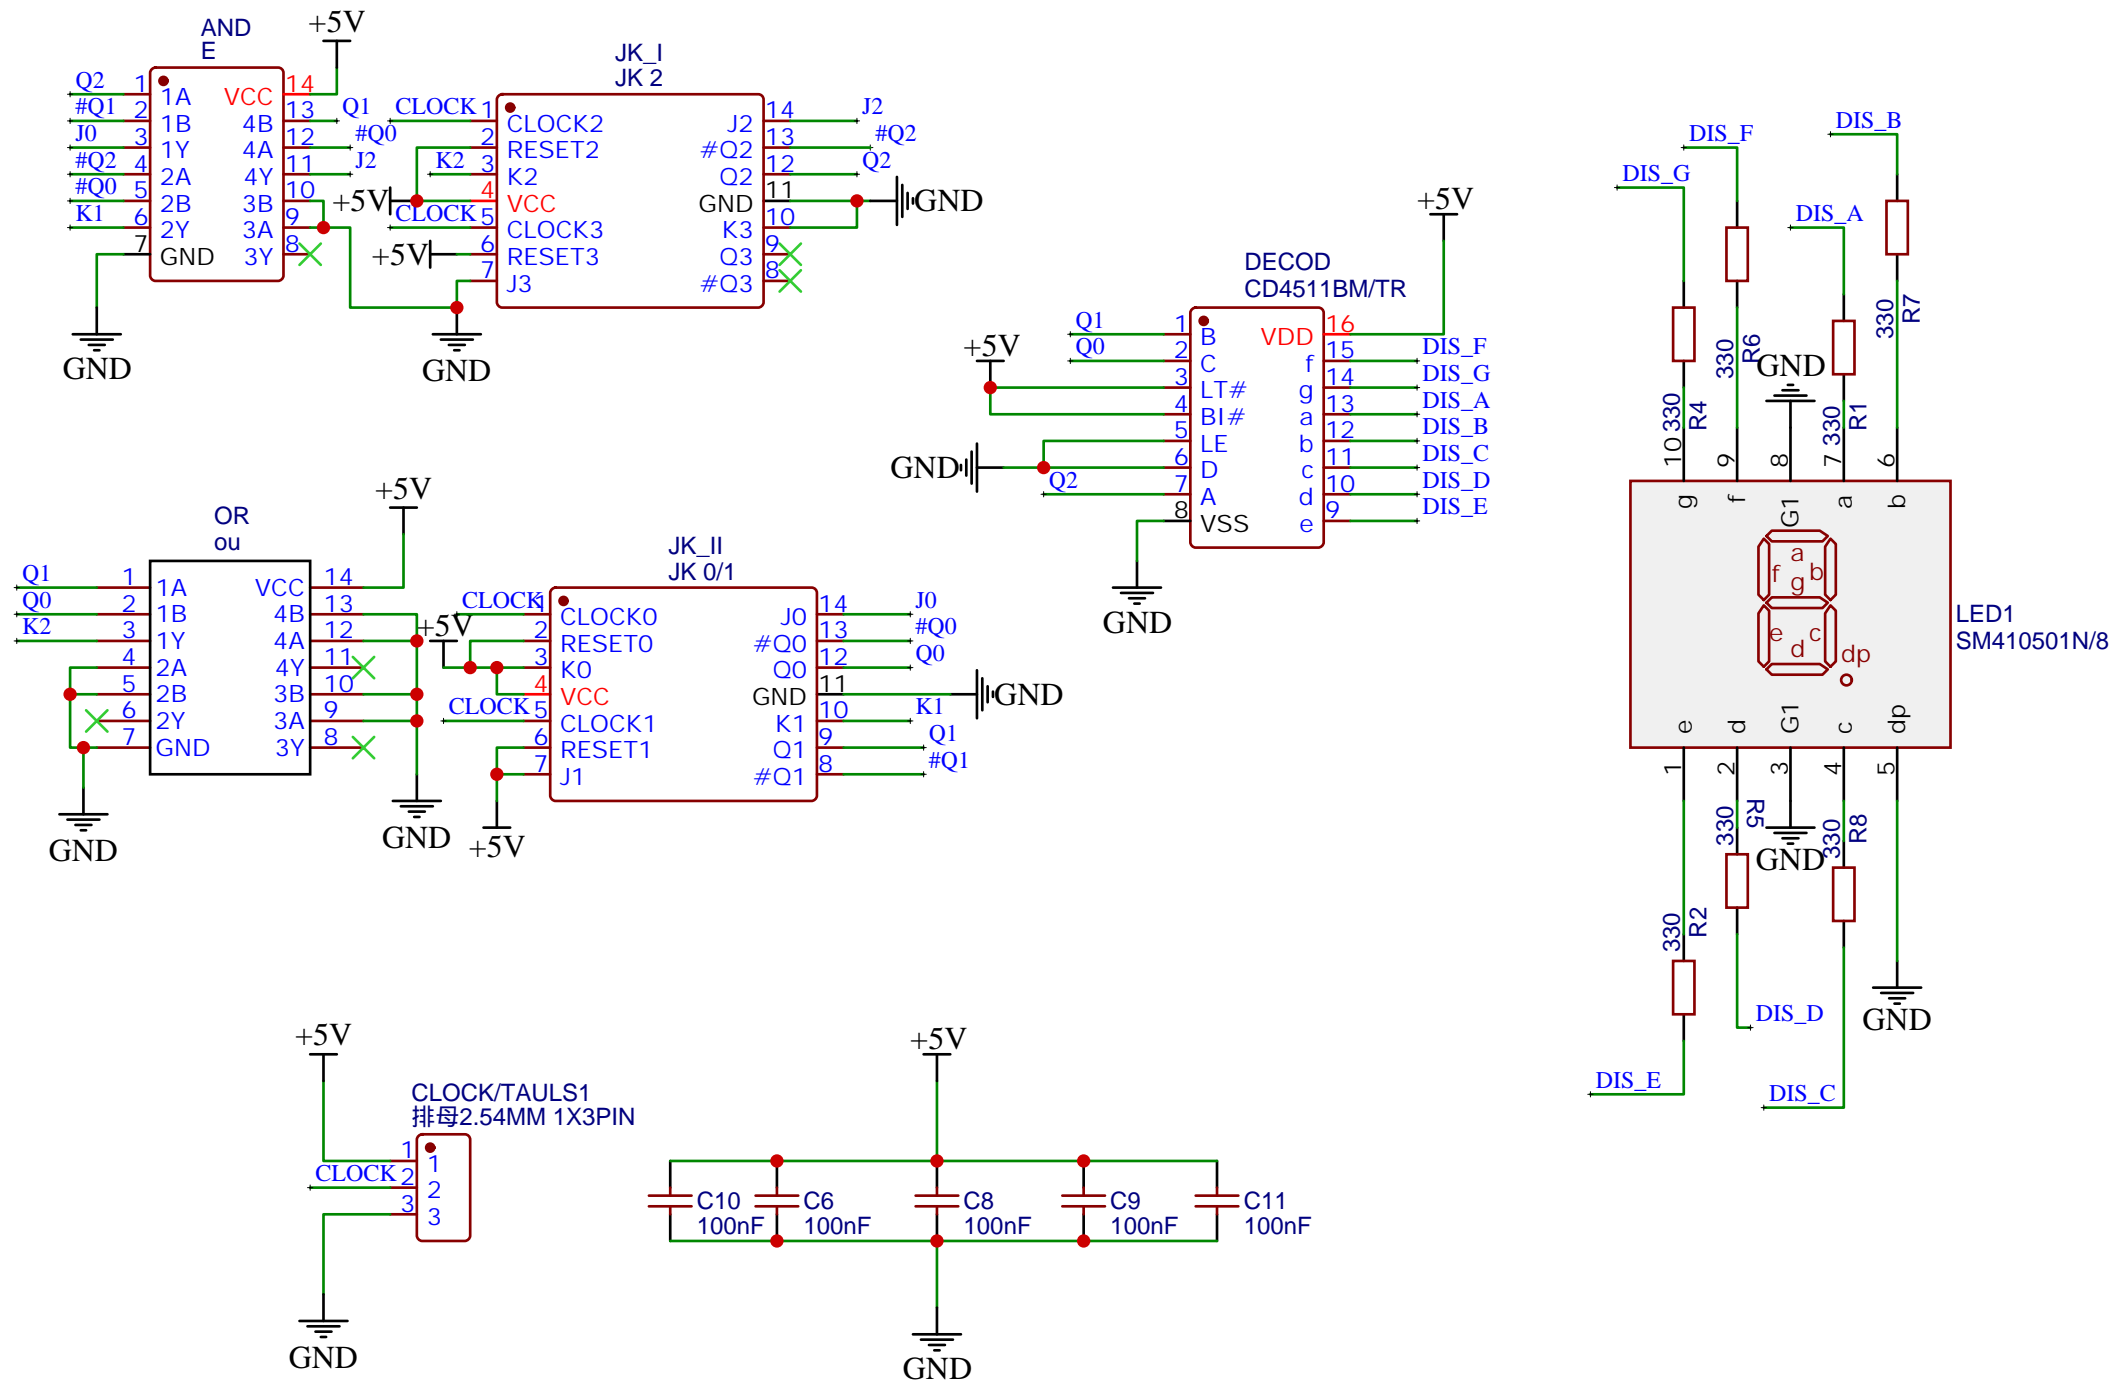 AND
E
+5V
Q2 1 1A VCC 14
#Q1 2 1B 4B 13 Q1
J0 3 1Y 4A 12 #Q0
#Q2 4 2A 4Y 11 J2
#Q0 5 2B 3B 10
K1 6 2Y 3A 9
7 GND 3Y 8
GND
GND
JK_I
JK 2
CLOCK 1 CLOCK2 J2 14 J2
2 RESET2 #Q2 13 #Q2
K2 3 K2 Q2 12 Q2
+5V 4 VCC GND 11 GND
CLOCK 5 CLOCK3 K3 10
+5V 6 RESET3 Q3 9
7 J3 #Q3 8
DECOD
CD4511BM/TR
+5V
+5V
Q1 1 B VDD 16
Q0 2 C f 15 DIS_F
3 LT# g 14 DIS_G
4 BI# a 13 DIS_A
5 LE b 12 DIS_B
GND 6 D c 11 DIS_C
Q2 7 A d 10 DIS_D
8 VSS e 9 DIS_E
GND
OR
ou
+5V
Q1 1 1A VCC 14
Q0 2 1B 4B 13
K2 3 1Y 4A 12
4 2A 4Y 11
5 2B 3B 10
6 2Y 3A 9
7 GND 3Y 8
GND
GND
JK_II
JK 0/1
CLOCK 1 CLOCK0 J0 14 J0
+5V 2 RESET0 #Q0 13 #Q0
3 K0 Q0 12 Q0
4 VCC GND 11 GND
CLOCK 5 CLOCK1 K1 10 K1
6 RESET1 Q1 9 Q1
7 J1 #Q1 8 #Q1
+5V
DIS_B
DIS_F
DIS_G
DIS_A
330 R7
330 R6
GND
330 R4
330 R1
10 9 8 7 6
g f G1 a b
a
f g b
e d c
dp
LED1
SM410501N/8
e d G1 c dp
1 2 3 4 5
330 R5
330 R8
GND
330 R2
DIS_D
GND
DIS_E
DIS_C
+5V
CLOCK/TAULS1
排母2.54MM 1X3PIN
1 1
CLOCK 2 2
3 3
GND
+5V
C10
100nF
C6
100nF
C8
100nF
C9
100nF
C11
100nF
GND